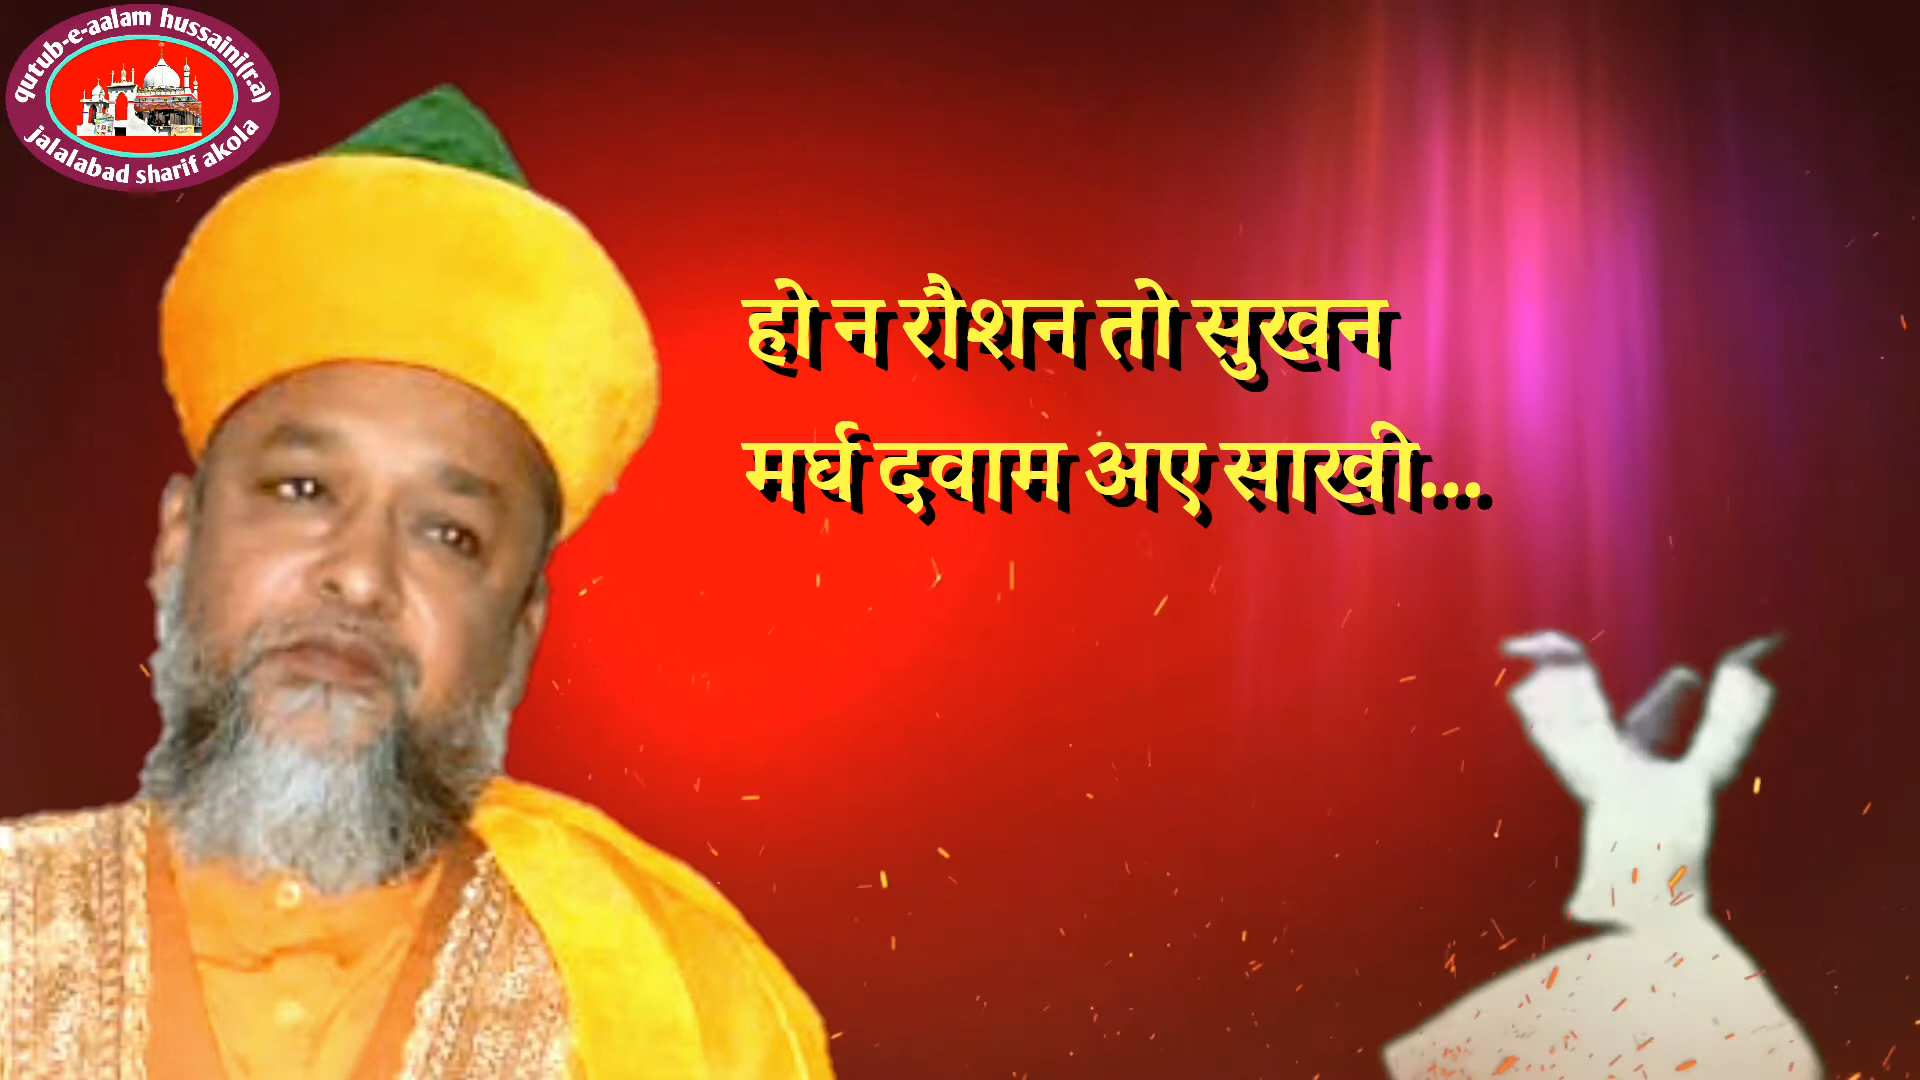 qutub-e-aalam hussaini(r.a)
jalalabad sharif akola
हो न रौशन तो सुखन
मर्घ दवाम अए साखी...